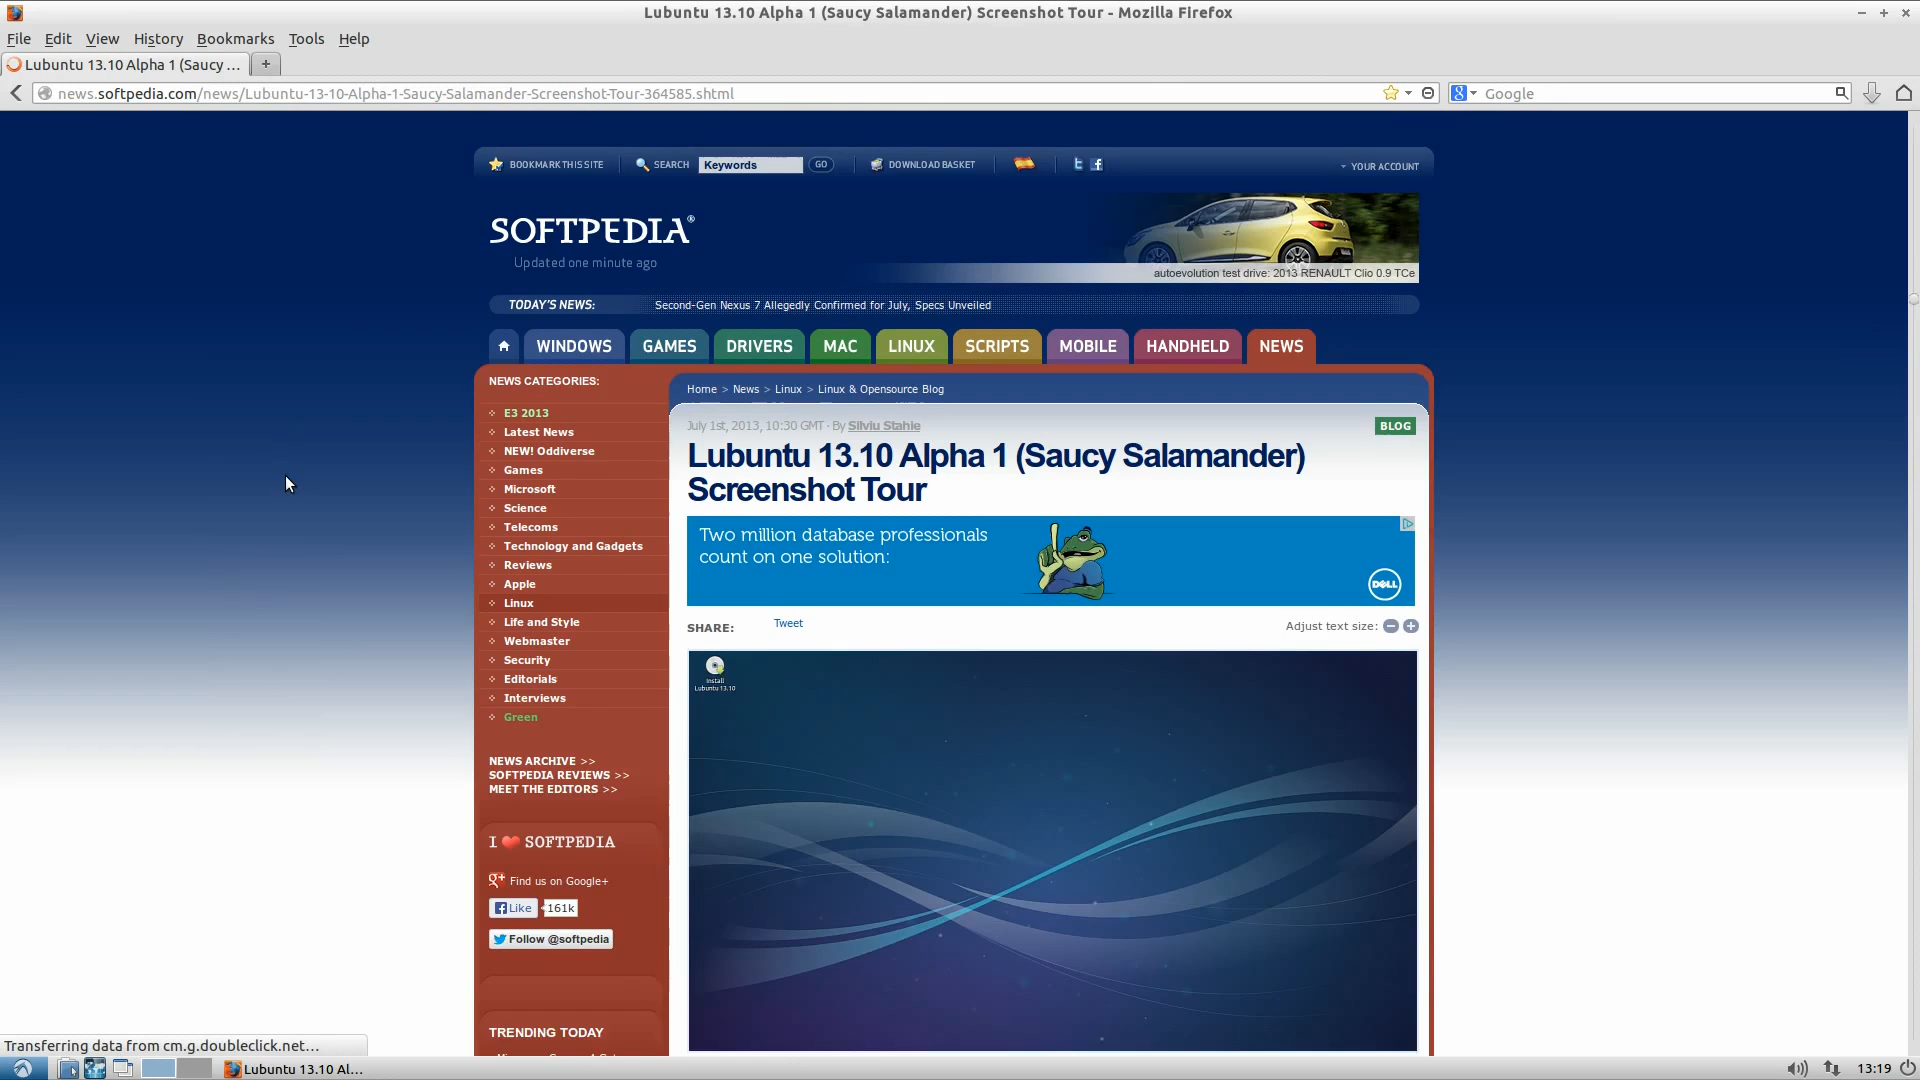 Lubuntu 13.10 Alpha 1 (Saucy Salamander) Screenshot Tour - Mozilla Firefox
File Edit View History Bookmarks Tools Help
Lubuntu 13.10 Alpha 1 (Saucy ...
news.softpedia.com/news/Lubuntu-13-10-Alpha-1-Saucy-Salamander-Screenshot-Tour-364585.shtml
Google
BOOKMARK THIS SITE
SEARCH
Keywords
GO
DOWNLOAD BASKET
YOUR ACCOUNT
SOFTPEDIA®
Updated one minute ago
autoevolution test drive: 2013 RENAULT Clio 0.9 TCe
TODAY'S NEWS:
Second-Gen Nexus 7 Allegedly Confirmed for July, Specs Unveiled
WINDOWS GAMES DRIVERS MAC LINUX SCRIPTS MOBILE HANDHELD NEWS
NEWS CATEGORIES:
E3 2013
Latest News
NEW! Oddiverse
Games
Microsoft
Science
Telecoms
Technology and Gadgets
Reviews
Apple
Linux
Life and Style
Webmaster
Security
Editorials
Interviews
Green
NEWS ARCHIVE >>
SOFTPEDIA REVIEWS >>
MEET THE EDITORS >>
I SOFTPEDIA
Find us on Google+
Like 161k
Follow @softpedia
TRENDING TODAY
Home > News > Linux > Linux & Opensource Blog
July 1st, 2013, 10:30 GMT · By Silviu Stahie
BLOG
Lubuntu 13.10 Alpha 1 (Saucy Salamander)
Screenshot Tour
Two million database professionals
count on one solution:
DELL
SHARE:
Tweet
Adjust text size:
Install
Lubuntu 13.10
Transferring data from cm.g.doubleclick.net...
Lubuntu 13.10 Al...
13:19